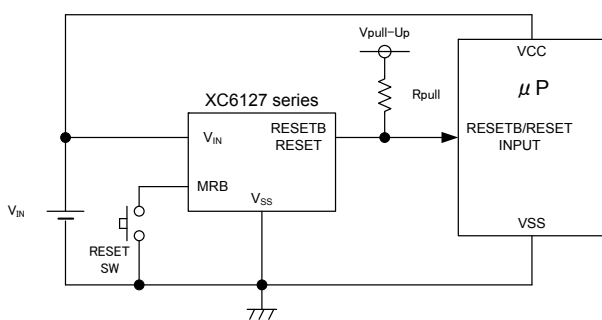 Vpull-Up
VCC
μP
Rpull
XC6127 series
RESETB
RESET
RESETB/RESET
INPUT
VIN
MRB
VSS
VIN
RESET
SW
VSS